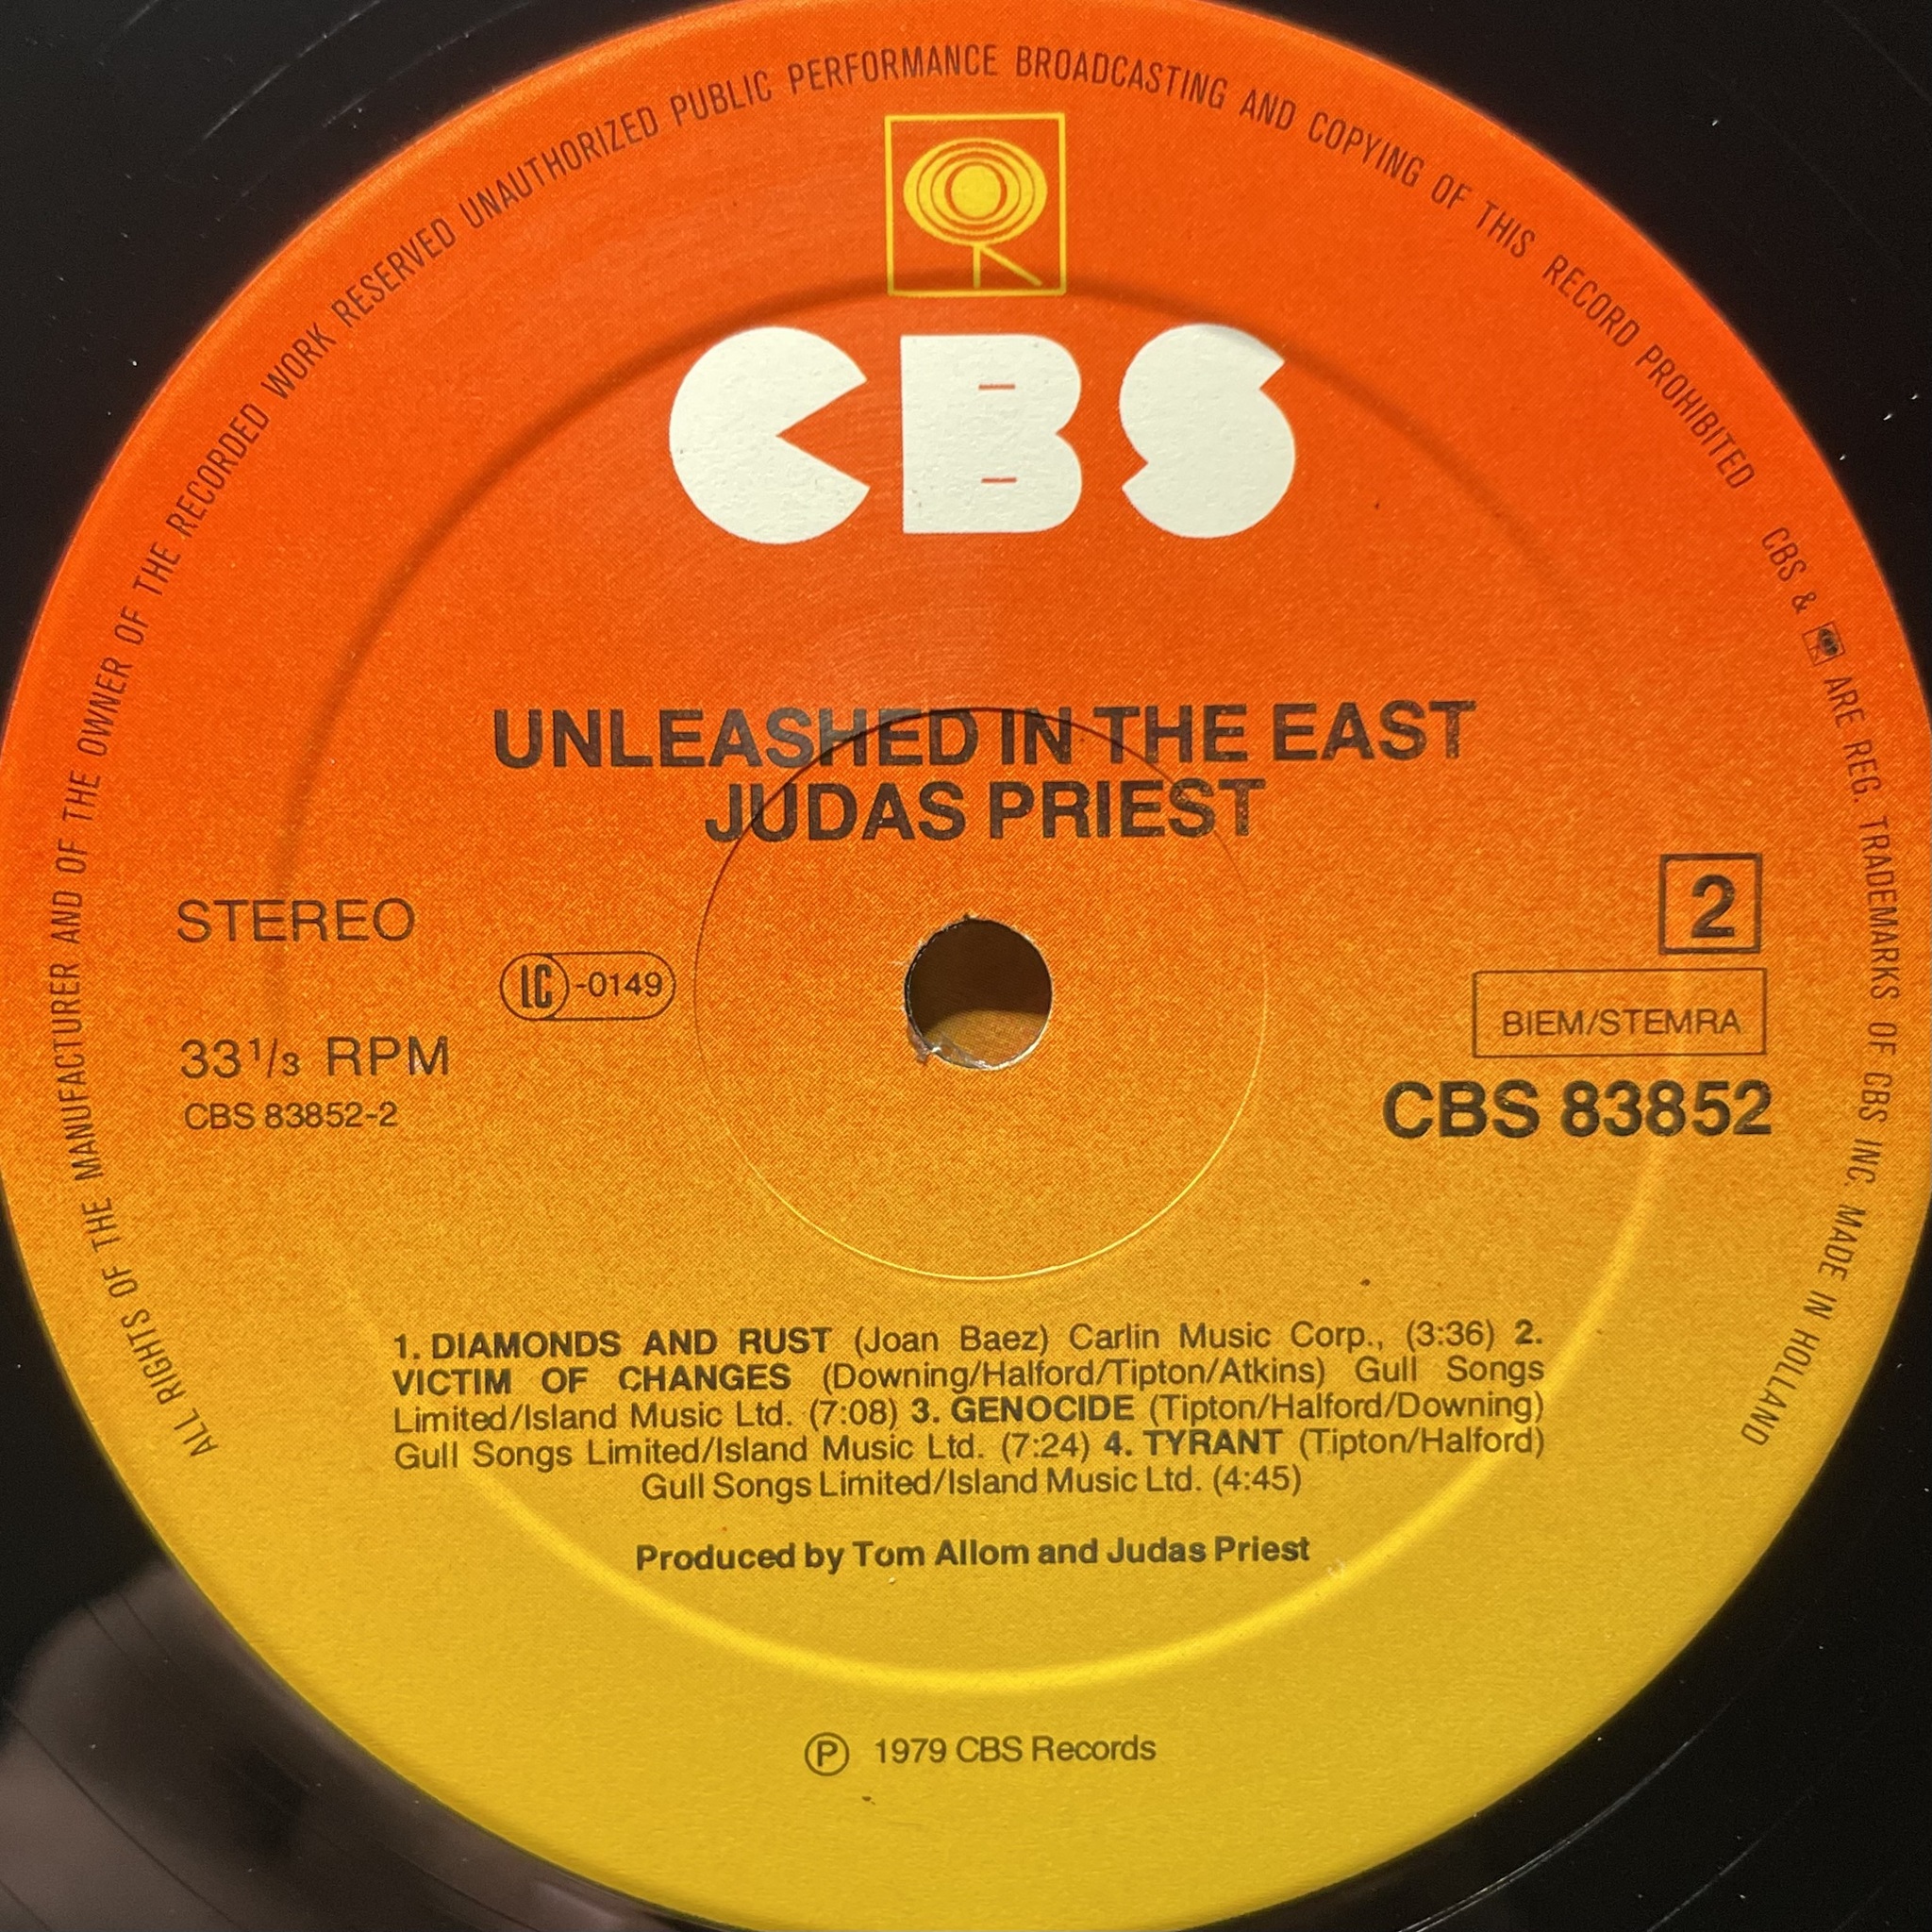 ALL RIGHTS OF THE MANUFACTURER AND OF THE OWNER OF THE RECORDED WORK RESERVED UNAUTHORIZED PUBLIC PERFORMANCE BROADCASTING AND COPYING OF THIS RECORD PROHIBITED
CBS & ARE REG. TRADEMARKS OF CBS INC. MADE IN HOLLAND
CBS
UNLEASHED IN THE EAST
JUDAS PRIEST
STEREO
2
LC-0149
BIEM/STEMRA
33 1/3 RPM
CBS 83852-2
CBS 83852
1. DIAMONDS AND RUST (Joan Baez) Carlin Music Corp., (3:36) 2.
VICTIM OF CHANGES (Downing/Halford/Tipton/Atkins) Gull Songs
Limited/Island Music Ltd. (7:08) 3. GENOCIDE (Tipton/Halford/Downing)
Gull Songs Limited/Island Music Ltd. (7:24) 4. TYRANT (Tipton/Halford)
Gull Songs Limited/Island Music Ltd. (4:45)
Produced by Tom Allom and Judas Priest
Ⓟ 1979 CBS Records